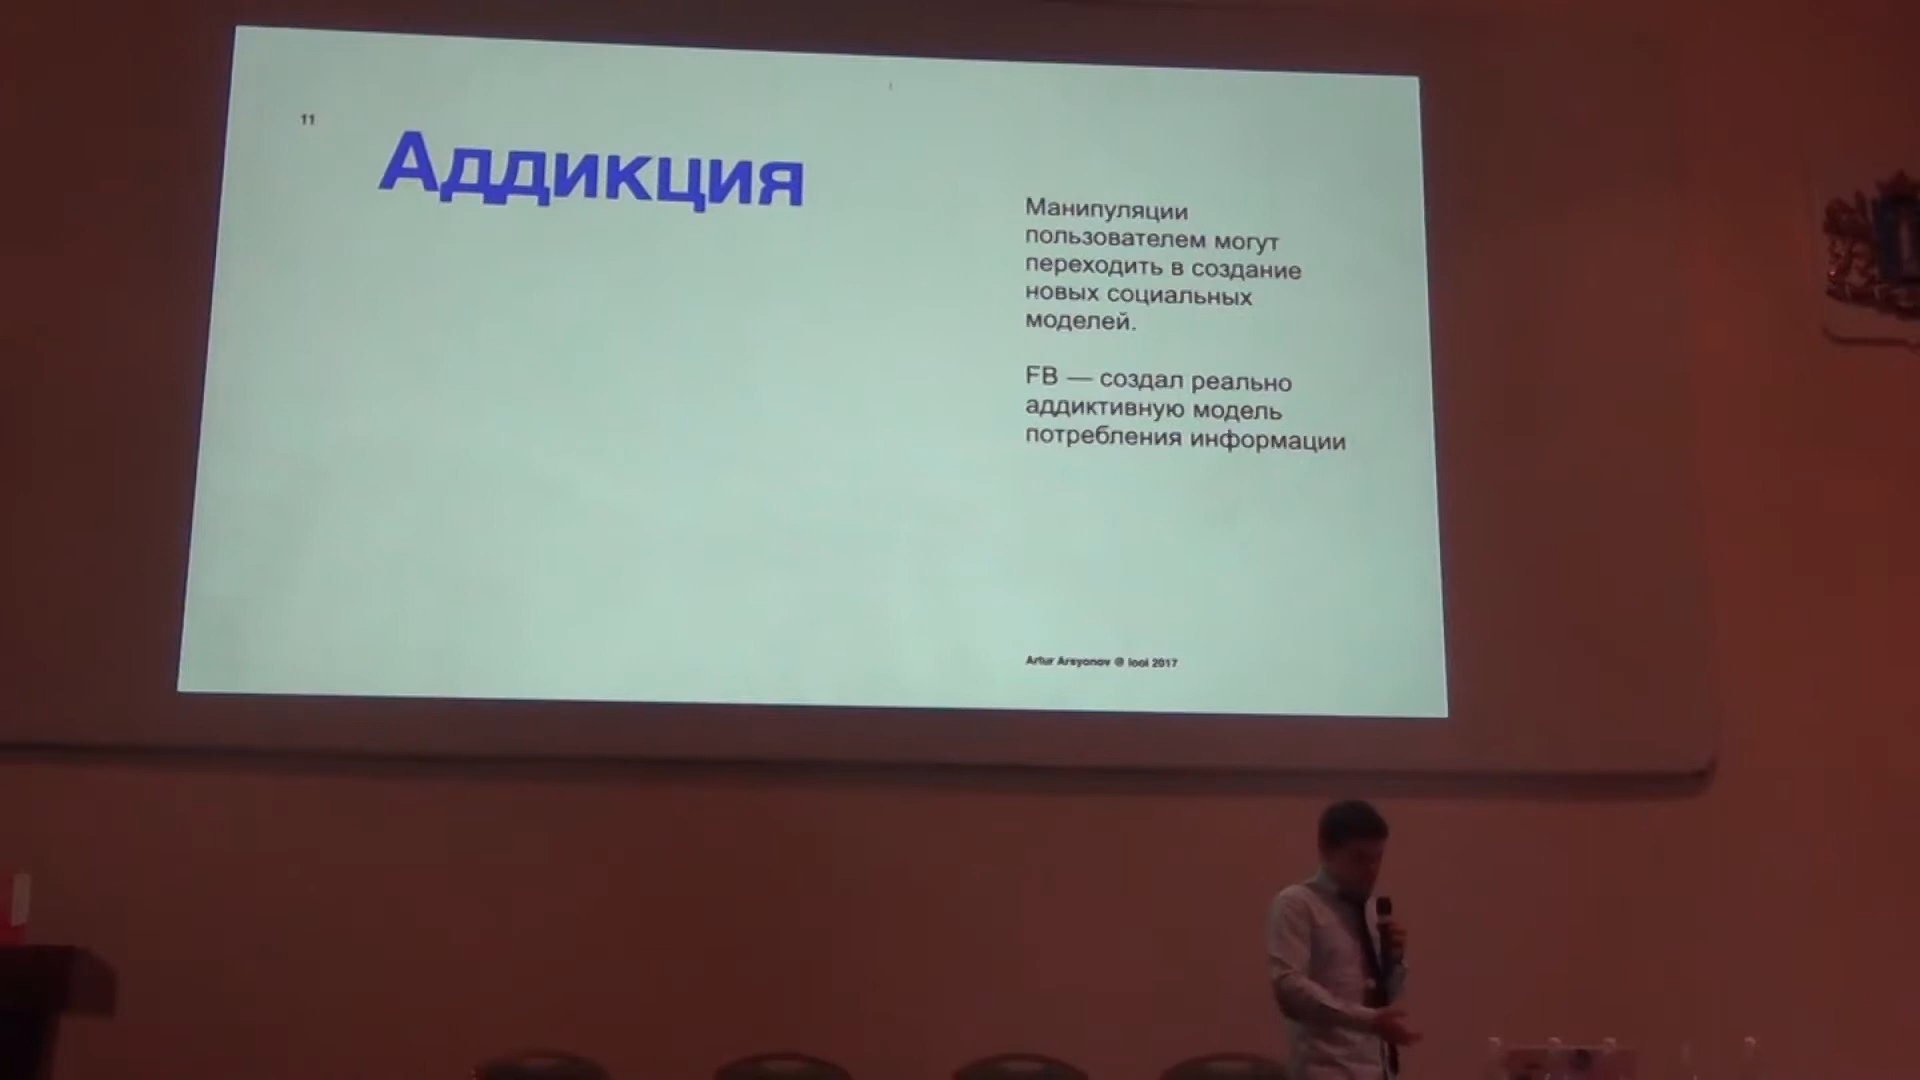 11
Аддикция
Манипуляции
пользователем могут
переходить в создание
новых социальных
моделей.
FB — создал реально
аддиктивную модель
потребления информации
Artur Arsyonov @ looi 2017